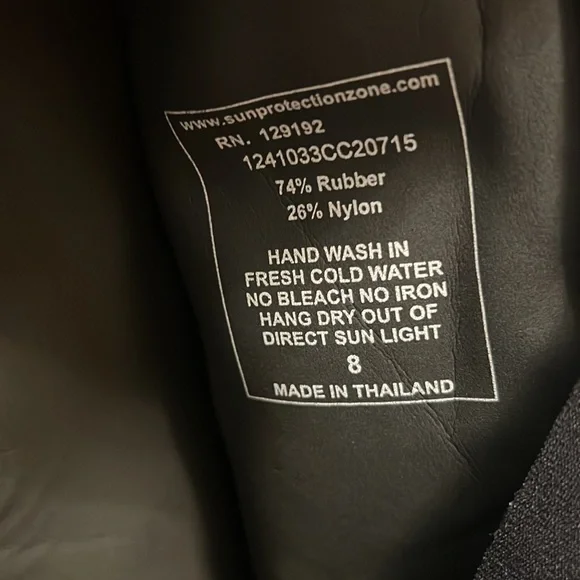 www.sunprotectionzone.com
RN. 129192
1241033CC20715
74% Rubber
26% Nylon
HAND WASH IN
FRESH COLD WATER
NO BLEACH NO IRON
HANG DRY OUT OF
DIRECT SUN LIGHT
8
MADE IN THAILAND